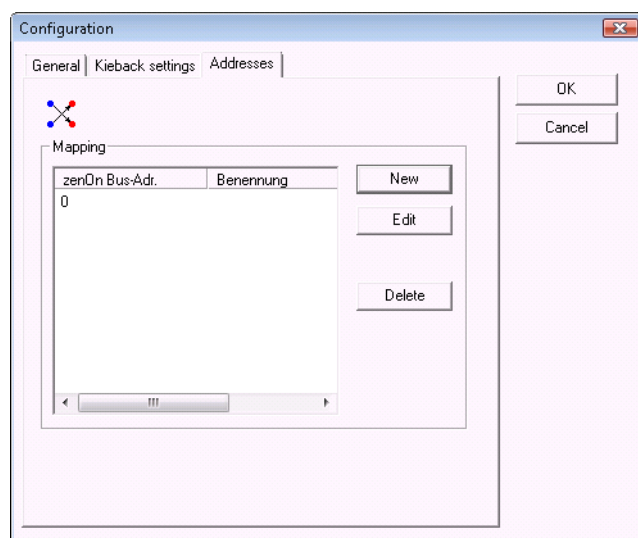 Configuration
General
Kieback settings
Addresses
OK
Cancel
Mapping
zenOn Bus-Adr.
Benennung
0
New
Edit
Delete